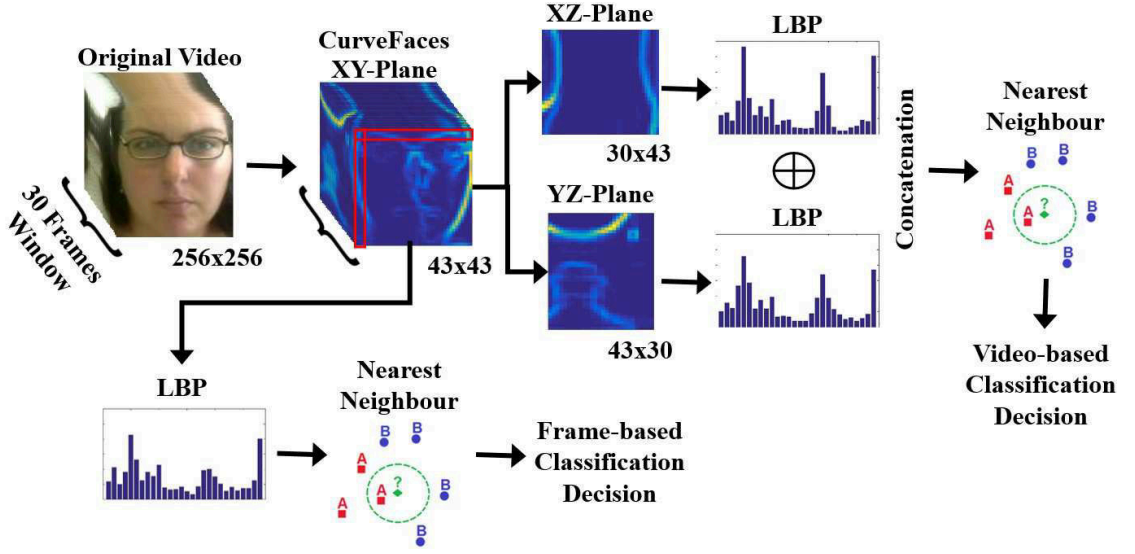 Original Video
256x256
30 Frames
Window
CurveFaces
XY-Plane
43x43
XZ-Plane
30x43
YZ-Plane
43x30
LBP
LBP
Concatenation
Nearest
Neighbour
B
B
A
?
A
B
A
B
Video-based
Classification
Decision
LBP
Nearest
Neighbour
B
B
A
?
A
B
A
B
Frame-based
Classification
Decision